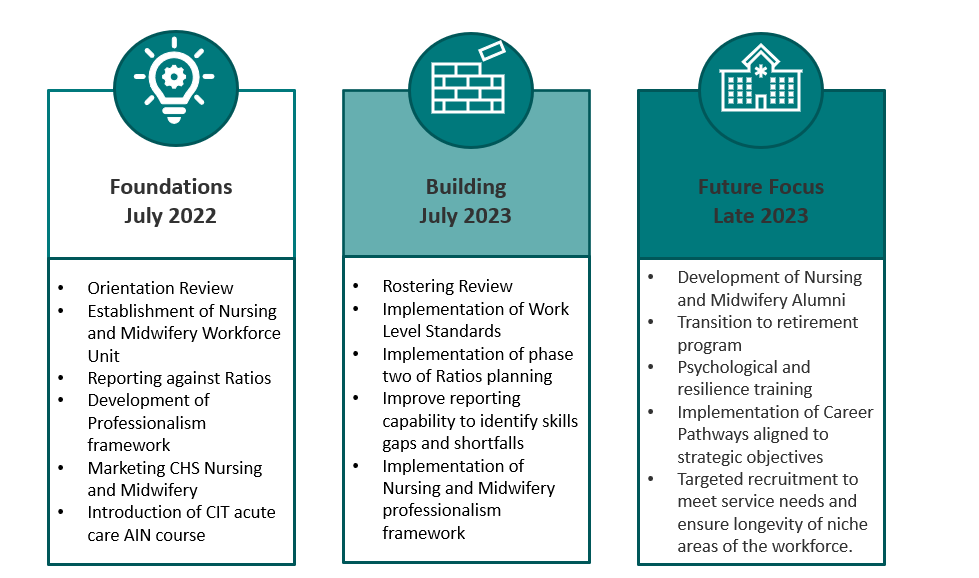 Foundations
July 2022
• Orientation Review
• Establishment of Nursing
and Midwifery Workforce
Unit
• Reporting against Ratios
• Development of
Professionalism
framework
• Marketing CHS Nursing
and Midwifery
• Introduction of CIT acute
care AIN course
Building
July 2023
• Rostering Review
• Implementation of Work
Level Standards
• Implementation of phase
two of Ratios planning
• Improve reporting
capability to identify skills
gaps and shortfalls
• Implementation of
Nursing and Midwifery
professionalism
framework
Future Focus
Late 2023
• Development of Nursing
and Midwifery Alumni
• Transition to retirement
program
• Psychological and
resilience training
• Implementation of Career
Pathways aligned to
strategic objectives
• Targeted recruitment to
meet service needs and
ensure longevity of niche
areas of the workforce.